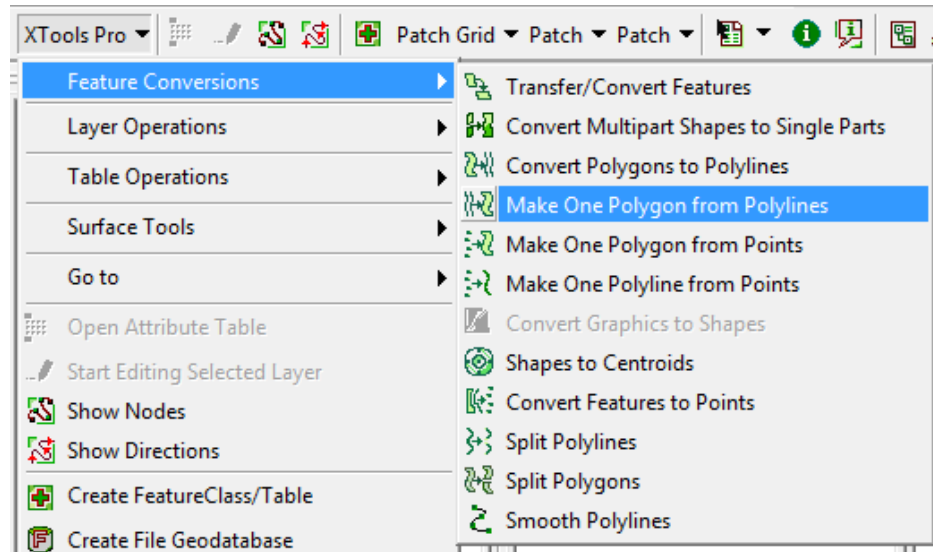 XTools Pro Patch Grid Patch Patch
Feature Conversions
Layer Operations
Table Operations
Surface Tools
Go to
Open Attribute Table
Start Editing Selected Layer
Show Nodes
Show Directions
Create FeatureClass/Table
Create File Geodatabase
Transfer/Convert Features
Convert Multipart Shapes to Single Parts
Convert Polygons to Polylines
Make One Polygon from Polylines
Make One Polygon from Points
Make One Polyline from Points
Convert Graphics to Shapes
Shapes to Centroids
Convert Features to Points
Split Polylines
Split Polygons
Smooth Polylines